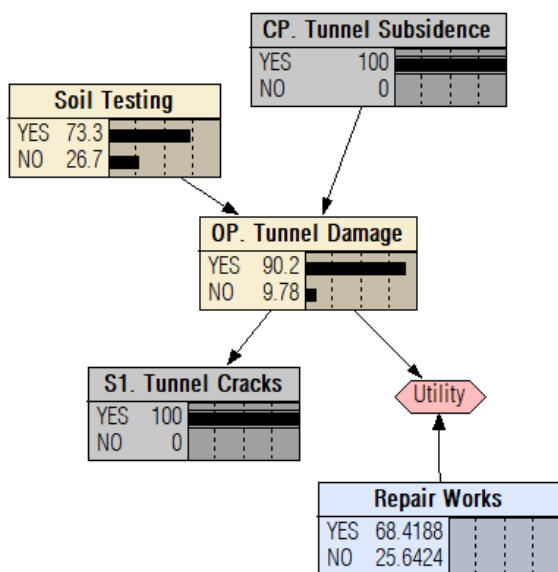 CP. Tunnel Subsidence
YES 100
NO 0
Soil Testing
YES 73.3
NO 26.7
OP. Tunnel Damage
YES 90.2
NO 9.78
S1. Tunnel Cracks
YES 100
NO 0
Utility
Repair Works
YES 68.4188
NO 25.6424